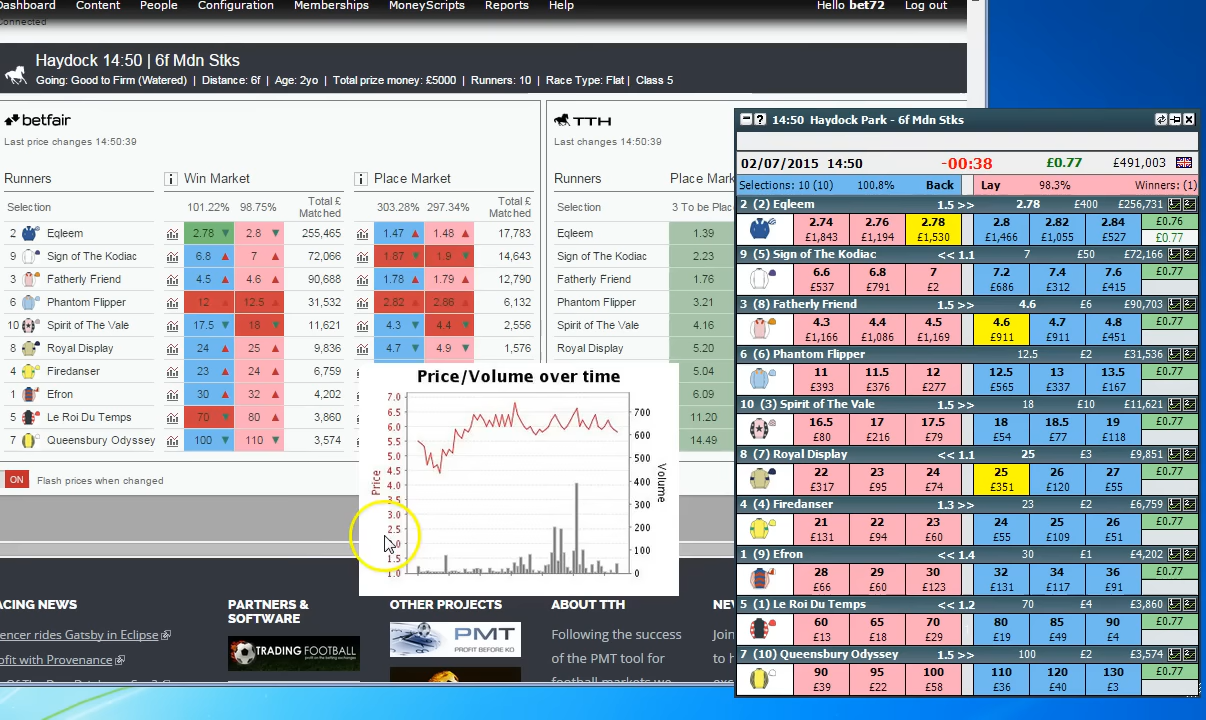 Dashboard Content People Configuration Memberships MoneyScripts Reports Help Hello bet72 Log out
Connected
Haydock 14:50 | 6f Mdn Stks
Going: Good to Firm (Watered) | Distance: 6f | Age: 2yo | Total prize money: £5000 | Runners: 10 | Race Type: Flat | Class 5
betfair
Last price changes 14:50:39
Runners i Win Market i Place Market
Selection 101.22% 98.75% Total £ Matched 303.28% 297.34% Total £ Matched
2 Eqleem 2.78 2.8 255,465 1.47 1.48 17,783
9 Sign of The Kodiac 6.8 7 72,066 1.87 1.9 14,643
3 Fatherly Friend 4.5 4.6 90,688 1.78 1.79 12,790
6 Phantom Flipper 12 12.5 31,532 2.82 2.86 6,132
10 Spirit of The Vale 17.5 18 11,621 4.3 4.4 2,556
8 Royal Display 24 25 9,836 4.7 4.9 1,576
4 Firedanser 23 24 6,759
1 Efron 30 32 4,202
5 Le Roi Du Temps 70 80 3,860
7 Queensbury Odyssey 100 110 3,574
ON Flash prices when changed
TTH
Last changes 14:50:39
Runners Place Mar
Selection 3 To be Plac
Eqleem 1.39
Sign of The Kodiac 2.23
Fatherly Friend 1.76
Phantom Flipper 3.21
Spirit of The Vale 4.16
Royal Display 5.20
5.04
6.09
11.20
14.49
Price/Volume over time
Price
7.0
6.5
6.0
5.5
5.0
4.5
4.0
3.5
3.0
2.5
1.5
1.0
Volume
700
600
500
400
300
200
100
0
14:50 Haydock Park - 6f Mdn Stks
02/07/2015 14:50 -00:38 £0.77 £491,003
Selections: 10 (10) 100.8% Back Lay 98.3% Winners: (1)
2 (2) Eqleem 1.5 >> 2.78 £400 £256,731
2.74 2.76 2.78 2.8 2.82 2.84 £0.76
£1,843 £1,194 £1,530 £1,466 £1,055 £527 £0.77
9 (5) Sign of The Kodiac << 1.1 7 £50 £72,166
6.6 6.8 7 7.2 7.4 7.6 £0.77
£537 £791 £2 £686 £312 £415
3 (8) Fatherly Friend 1.5 >> 4.6 £6 £90,703
4.3 4.4 4.5 4.6 4.7 4.8 £0.77
£1,166 £1,086 £1,169 £911 £911 £451
6 (6) Phantom Flipper 12.5 £2 £31,536
11 11.5 12 12.5 13 13.5 £0.77
£393 £376 £277 £565 £337 £167
10 (3) Spirit of The Vale 1.5 >> 18 £10 £11,621
16.5 17 17.5 18 18.5 19 £0.77
£80 £216 £79 £54 £77 £118
8 (7) Royal Display << 1.1 25 £3 £9,851
22 23 24 25 26 27 £0.77
£317 £95 £74 £351 £120 £55
4 (4) Firedanser 1.3 >> 23 £2 £6,759
21 22 23 24 25 26 £0.77
£94 £60 £60 £55 £109 £51
1 (9) Efron << 1.4 30 £1 £4,202
28 29 30 32 34 36 £0.77
£66 £60 £123 £131 £117 £91
5 (1) Le Roi Du Temps << 1.2 70 £4 £3,860
60 65 70 80 85 90 £0.77
£13 £18 £29 £19 £49 £4
7 (10) Queensbury Odyssey 1.5 >> 100 £2 £3,574
90 95 100 110 120 130 £0.77
£39 £22 £58 £36 £40 £3
ACING NEWS
encer rides Gatsby in Eclipse
ofit with Provenance
PARTNERS &
SOFTWARE
TRADING FOOTBALL
OTHER PROJECTS
PMT
PROFIT BEFORE KO
ABOUT TTH
Following the success
of the PMT tool for
football markets we
NEV
Join
to h